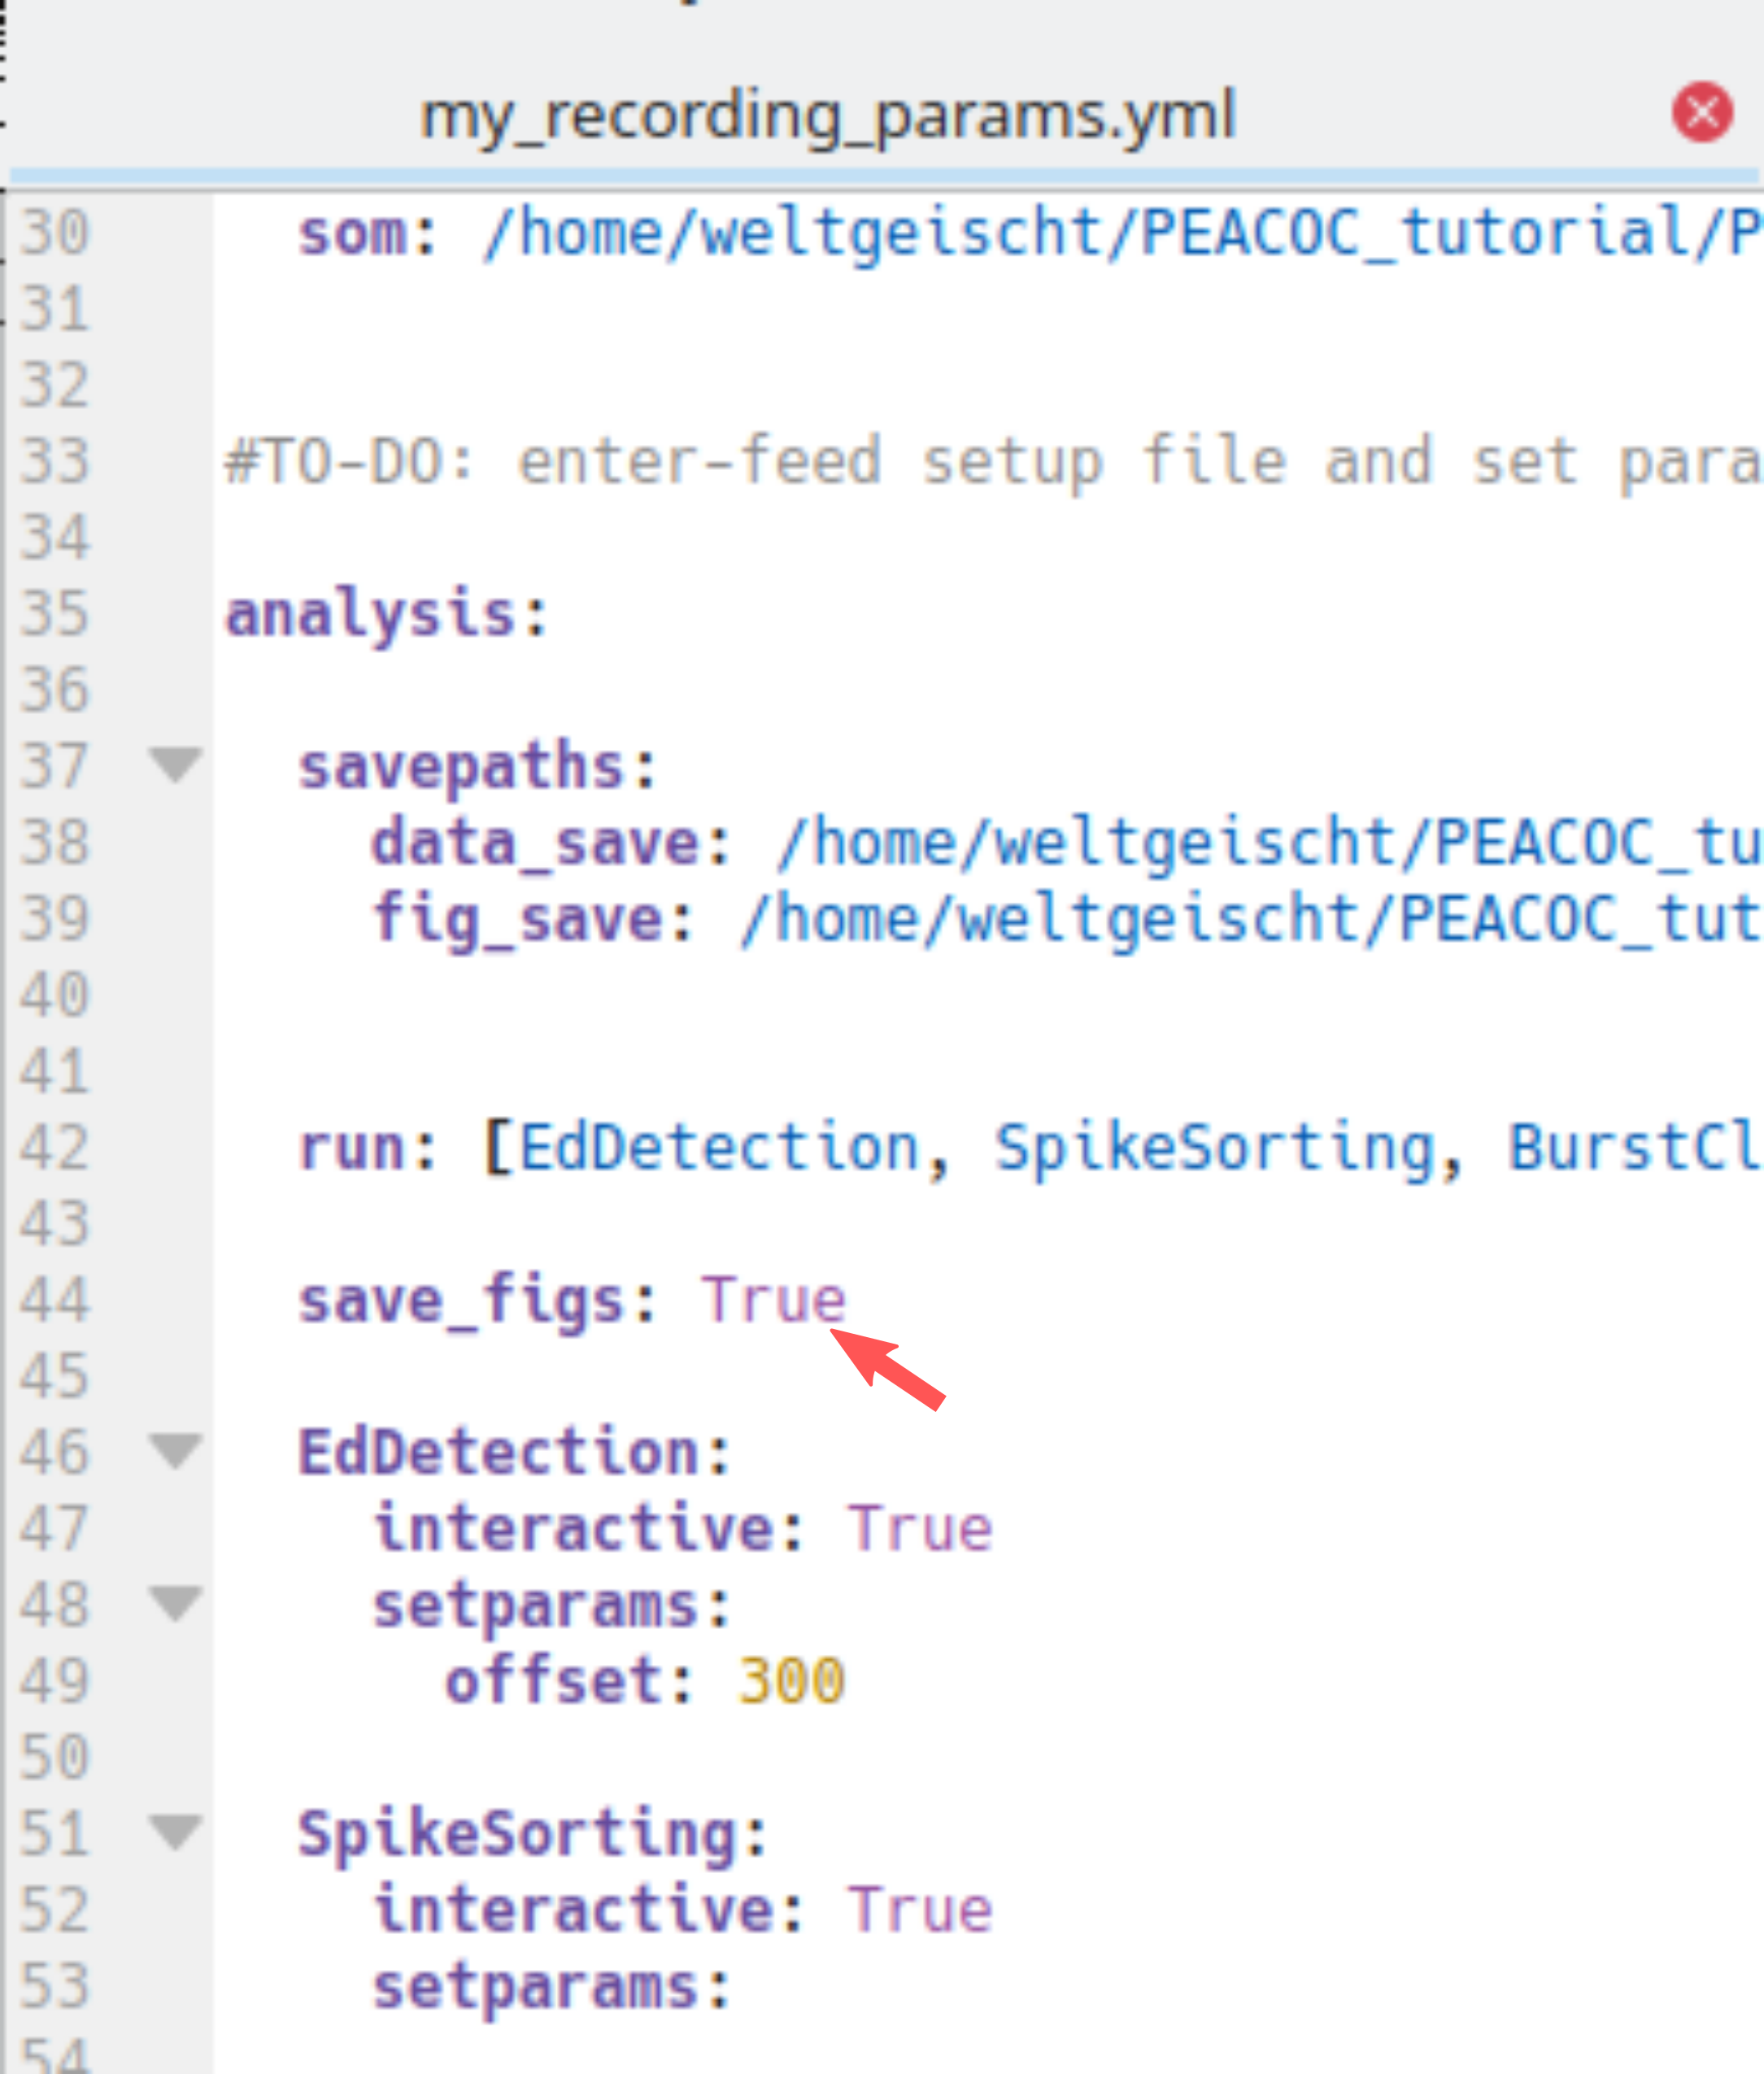 my_recording_params.yml
30 som: /home/weltgeischt/PEACOC_tutorial/P
31
32
33 #TO-DO: enter-feed setup file and set para
34
35 analysis:
36
37 savepaths:
38 data_save: /home/weltgeischt/PEACOC_tu
39 fig_save: /home/weltgeischt/PEACOC_tut
40
41
42 run: [EdDetection, SpikeSorting, BurstCl
43
44 save_figs: True
45
46 EdDetection:
47 interactive: True
48 setparams:
49 offset: 300
50
51 SpikeSorting:
52 interactive: True
53 setparams:
54